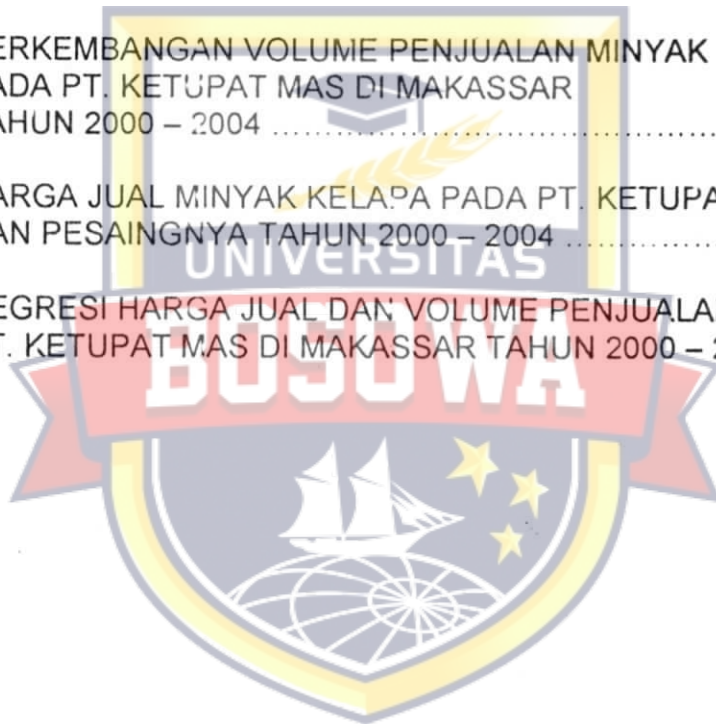 ERKEMBANGAN VOLUME PENJUALAN MINYAK
ADA PT. KETUPAT MAS DI MAKASSAR
AHUN 2000 – 2004 ..........................................
ARGA JUAL MINYAK KELAPA PADA PT. KETUPA
AN PESAINGNYA TAHUN 2000 – 2004 ................
UNIVERSITAS
EGRESI HARGA JUAL DAN VOLUME PENJUALA
T. KETUPAT MAS DI MAKASSAR TAHUN 2000 – 2
BOSOWA